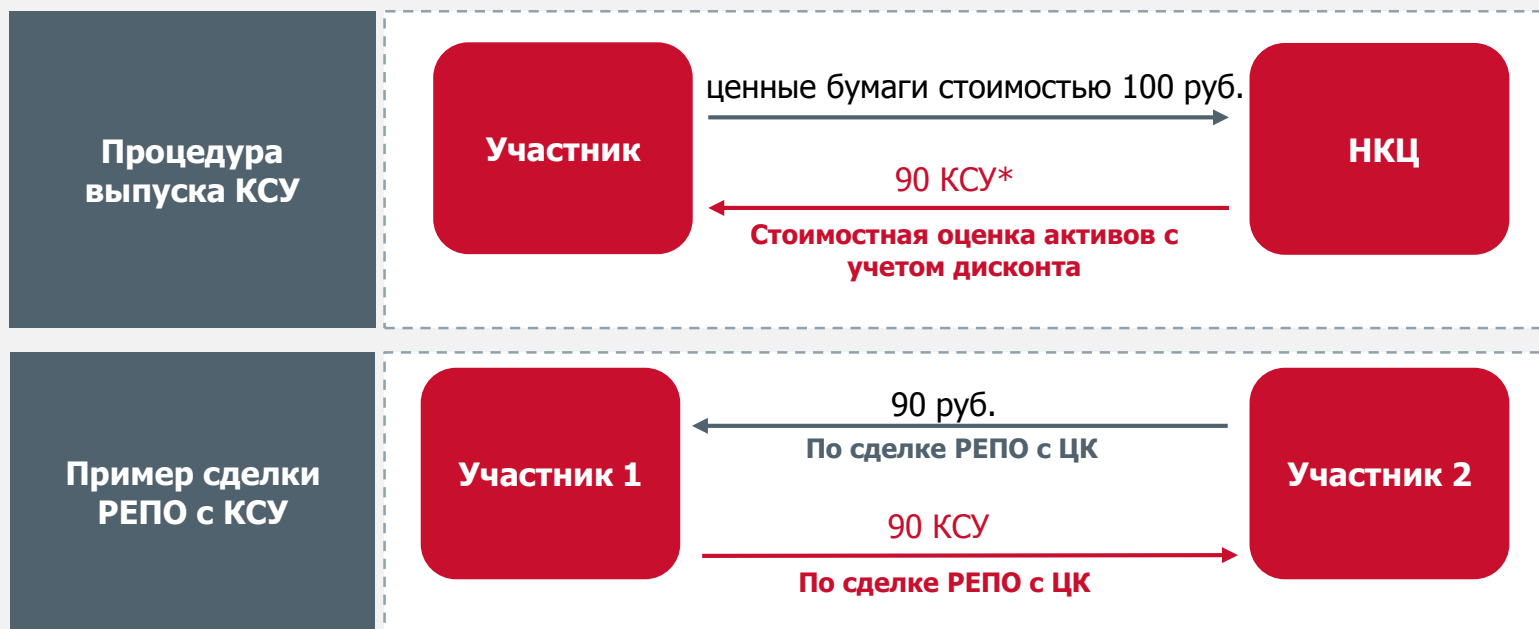 Процедура
выпуска КСУ
Участник
ценные бумаги стоимостью 100 руб.
90 КСУ*
Стоимостная оценка активов с
учетом дисконта
НКЦ
Пример сделки
РЕПО с КСУ
Участник 1
90 руб.
По сделке РЕПО с ЦК
90 КСУ
По сделке РЕПО с ЦК
Участник 2